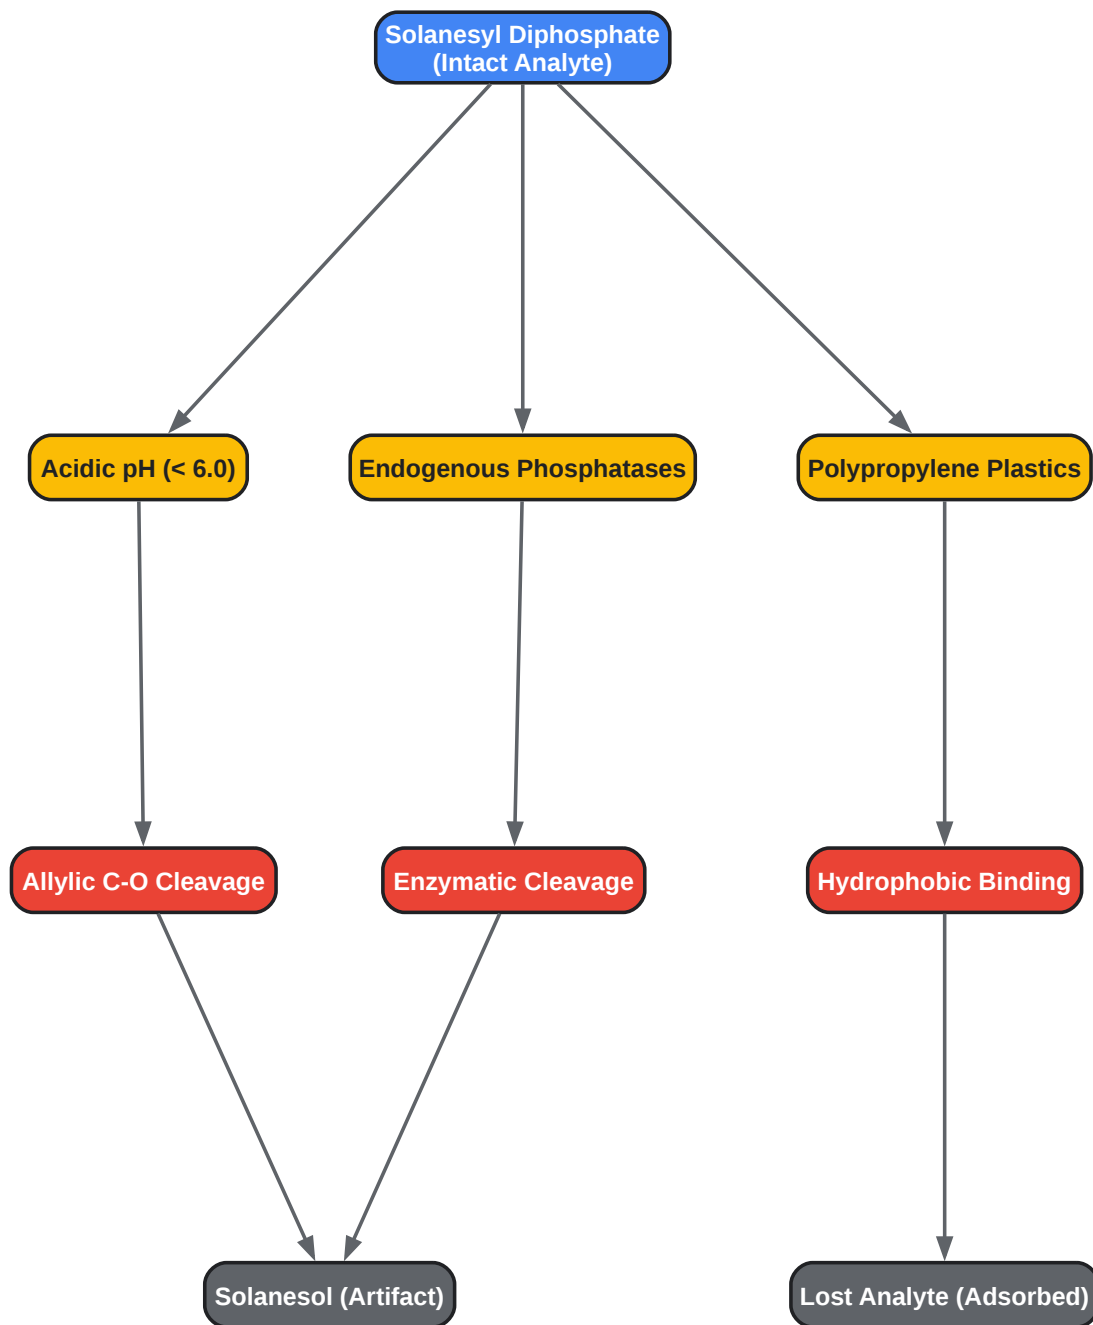 Solanesyl Diphosphate
(Intact Analyte)
Acidic pH (< 6.0)
Endogenous Phosphatases
Polypropylene Plastics
Allylic C-O Cleavage
Enzymatic Cleavage
Hydrophobic Binding
Solanesol (Artifact)
Lost Analyte (Adsorbed)